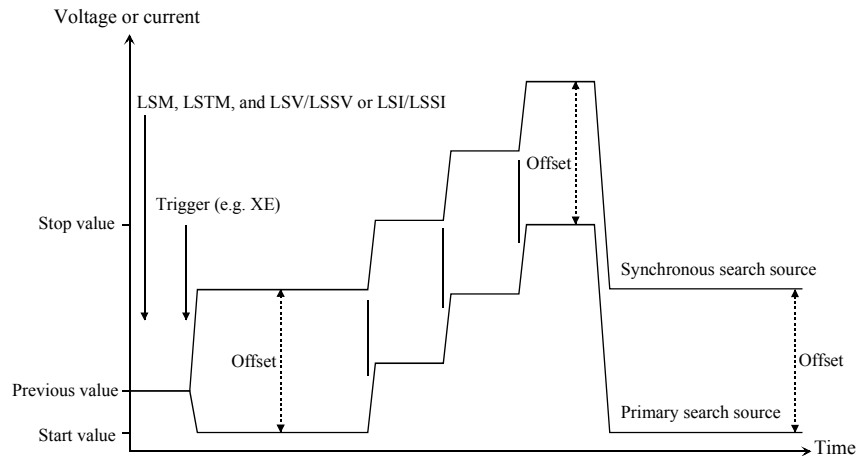 Voltage or current
LSM, LSTM, and LSV/LSSV or LSI/LSSI
Offset
Trigger (e.g. XE)
Stop value
Synchronous search source
Offset
Offset
Previous value
Primary search source
Start value
Time